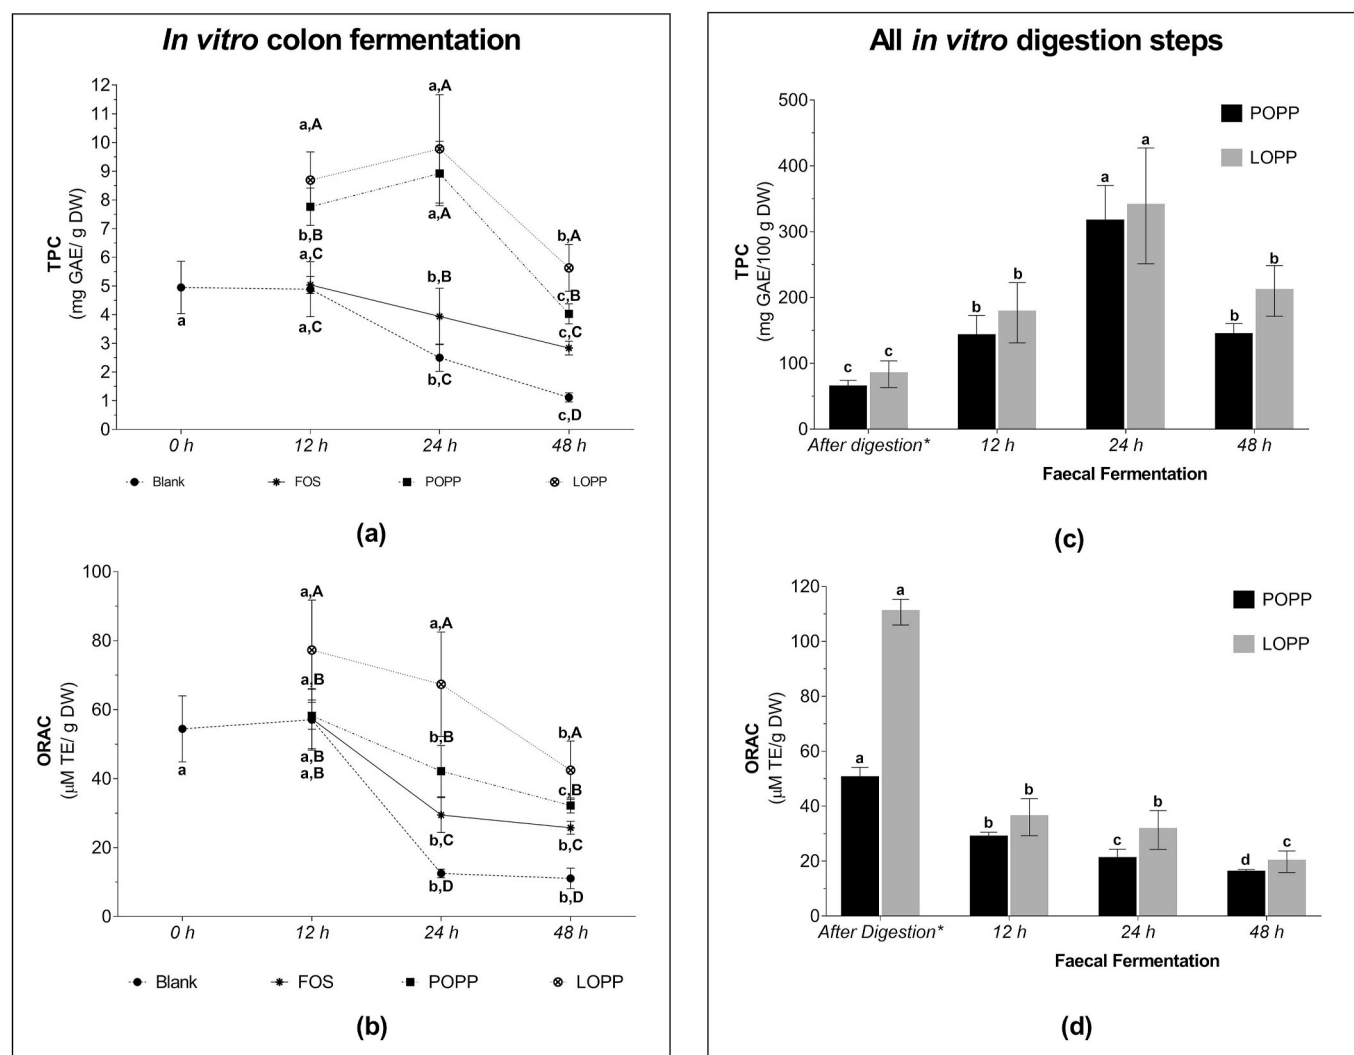 In vitro colon fermentation
12
11
10
9
8
7
6
5
4
3
2
1
0
TPC
(mg GAE/ g DW)
a
a,A
b,B
a,C
a,C
a,A
a,A
b,B
b,C
b,A
c,B
c,C
c,D
0 h
12 h
24 h
48 h
Blank
FOS
POPP
LOPP
(a)
100
80
60
40
20
0
ORAC
(µM TE/ g DW)
a
a,A
a,B
a,B
a,B
a,A
b,B
b,C
b,D
b,A
c,B
b,C
b,D
0 h
12 h
24 h
48 h
Blank
FOS
POPP
LOPP
(b)
All in vitro digestion steps
500
400
300
200
100
0
TPC
(mg GAE/100 g DW)
c
c
b
b
a
a
b
b
POPP
LOPP
After digestion*
12 h
24 h
48 h
Faecal Fermentation
(c)
120
100
80
60
40
20
0
ORAC
(µM TE/g DW)
a
a
b
b
c
b
d
c
POPP
LOPP
After Digestion*
12 h
24 h
48 h
Faecal Fermentation
(d)